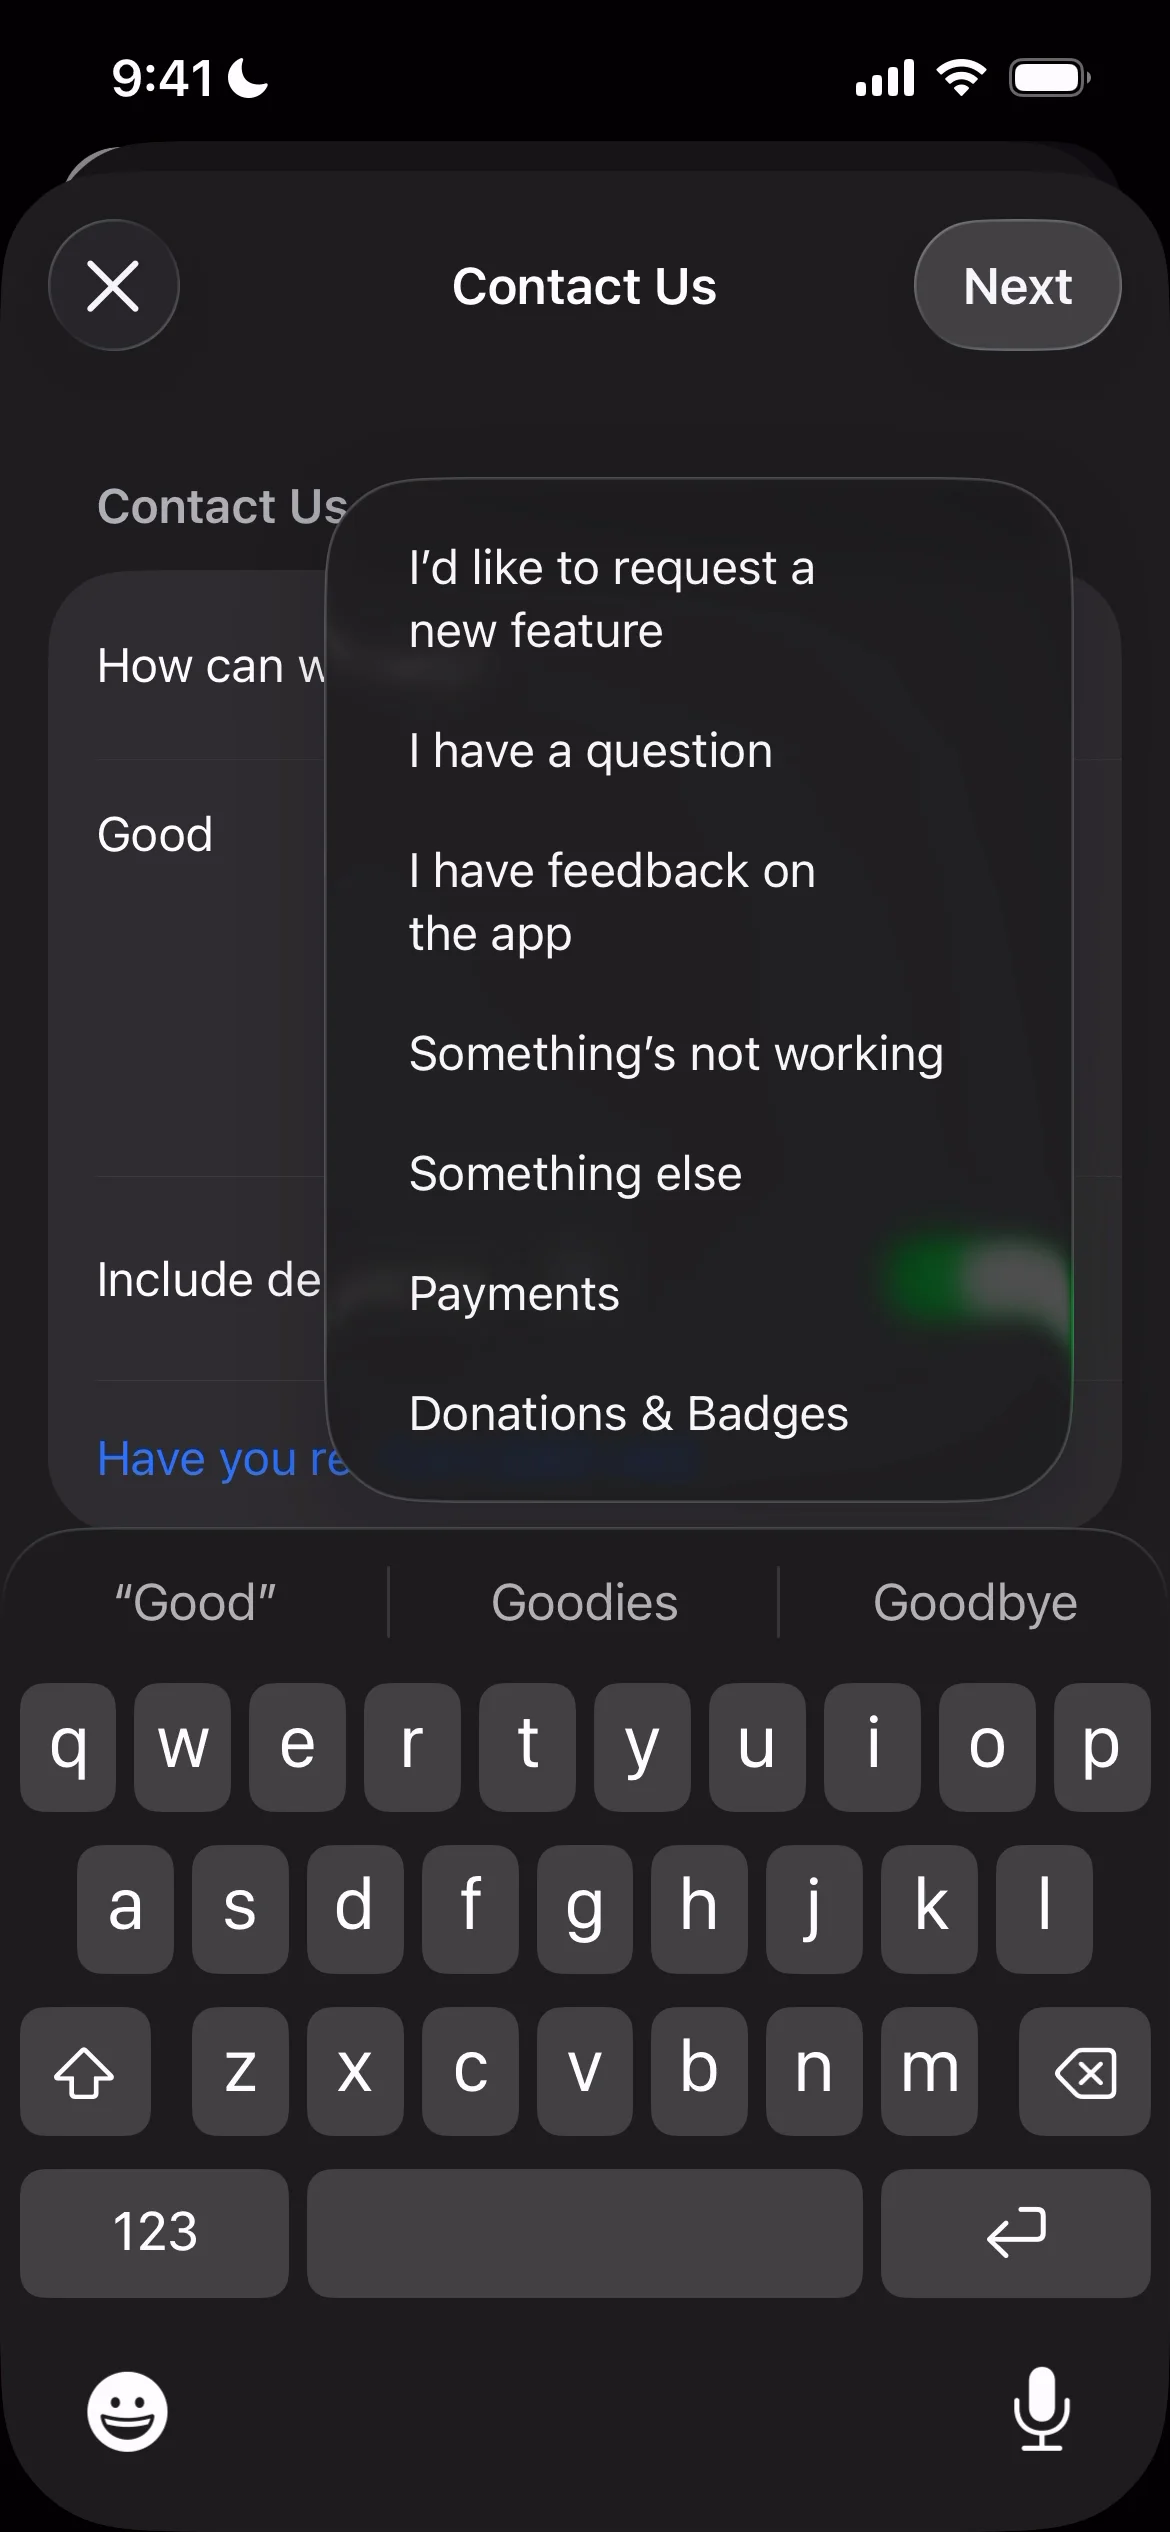 9:41
Contact Us
Next
Contact Us
How can
Good
Include de
Have you re
I’d like to request a
new feature
I have a question
I have feedback on
the app
Something’s not working
Something else
Payments
Donations & Badges
“Good” Goodies Goodbye
q w e r t y u i o p
a s d f g h j k l
z x c v b n m
123